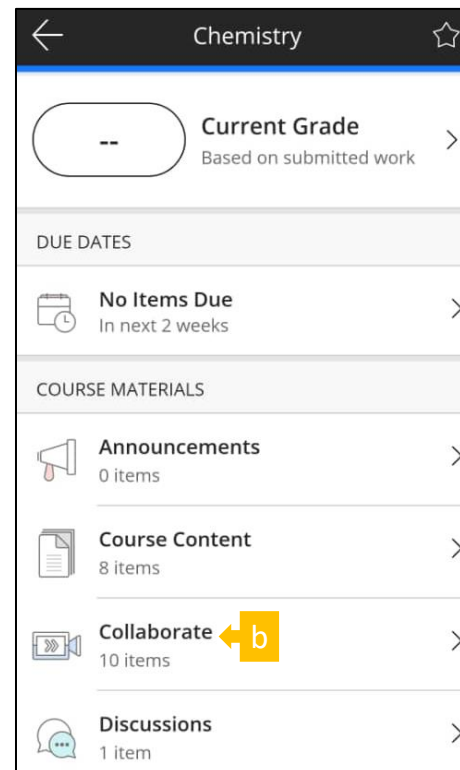 Chemistry
--
Current Grade
Based on submitted work
DUE DATES
No Items Due
In next 2 weeks
COURSE MATERIALS
Announcements
0 items
Course Content
8 items
Collaborate b
10 items
Discussions
1 item